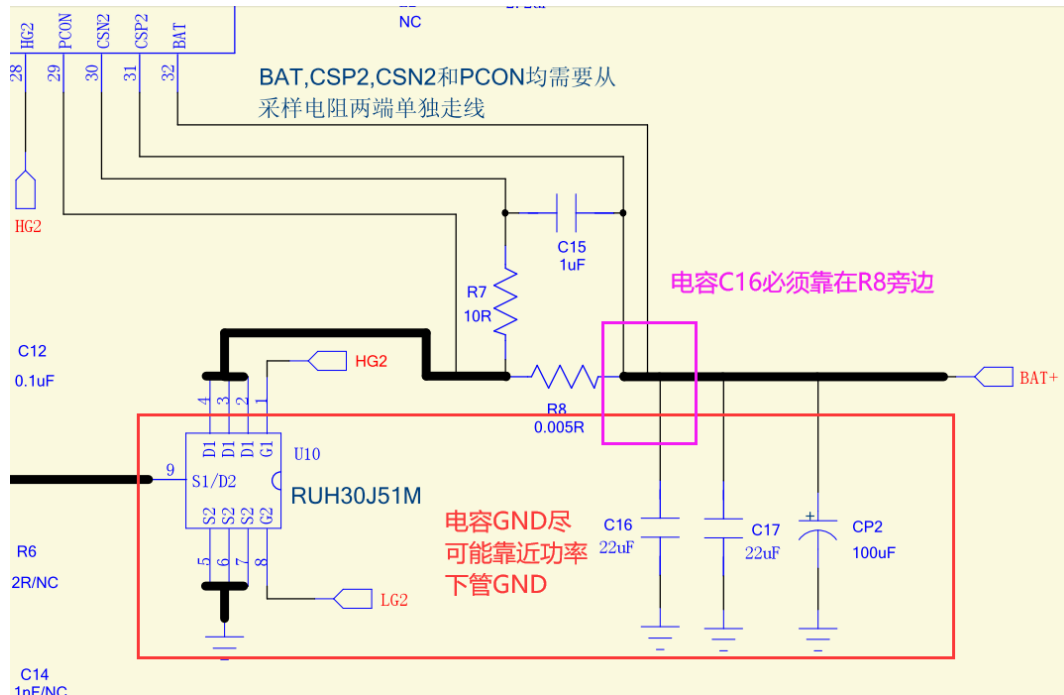 NC
HG2
PCON
CSN2
CSP2
BAT
28
29
30
31
32
BAT,CSP2,CSN2和PCON均需要从
采样电阻两端单独走线
HG2
C15
1uF
R7
10R
电容C16必须靠在R8旁边
C12
0.1uF
HG2
BAT+
R8
0.005R
4
3
2
1
D1
D1
D1
G1
U10
9
S1/D2
RUH30J51M
S2
S2
S2
G2
5
6
7
8
LG2
电容GND尽
可能靠近功率
下管GND
C16
22uF
C17
22uF
+
CP2
100uF
R6
2R/NC
C14
1nF/NC